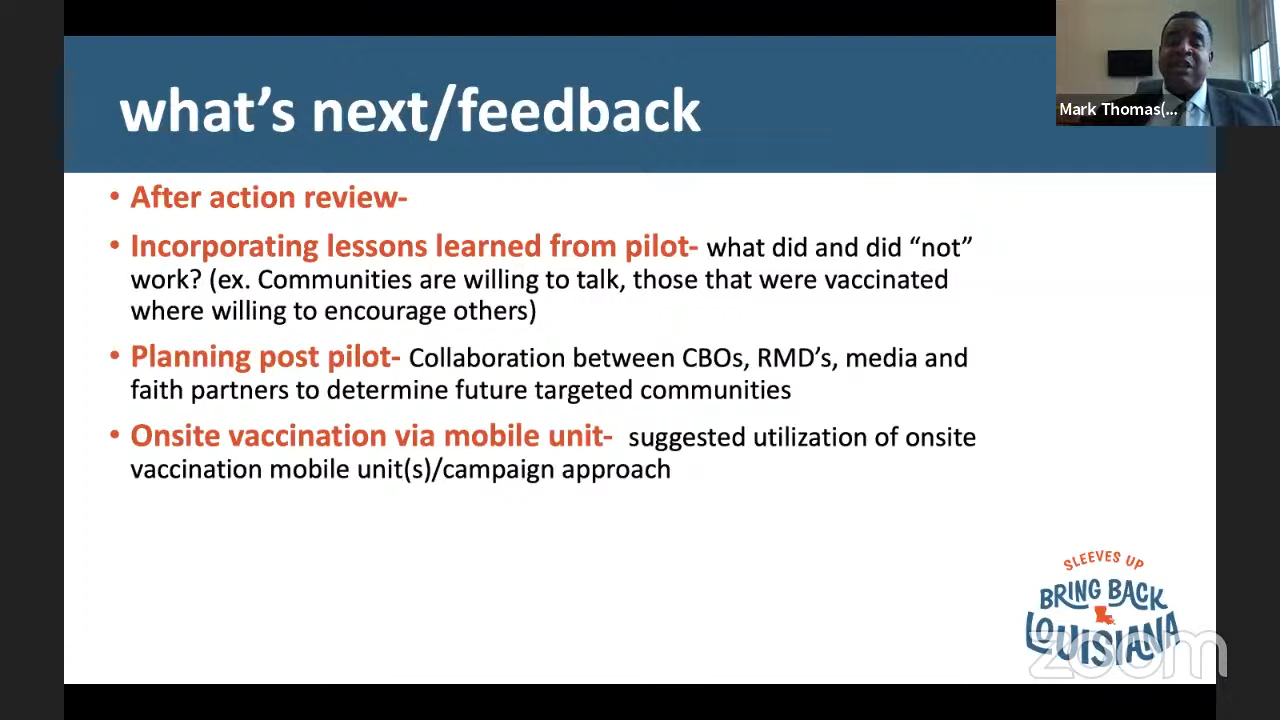 what's next/feedback
Mark Thomas(...
• After action review-
• Incorporating lessons learned from pilot- what did and did “not”
work? (ex. Communities are willing to talk, those that were vaccinated
where willing to encourage others)
• Planning post pilot- Collaboration between CBOs, RMD’s, media and
faith partners to determine future targeted communities
• Onsite vaccination via mobile unit- suggested utilization of onsite
vaccination mobile unit(s)/campaign approach
SLEEVES UP
BRING BACK
LOUISIANA
zoom